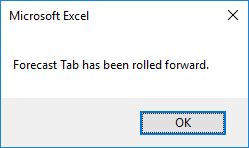 Microsoft Excel
Forecast Tab has been rolled forward.
OK